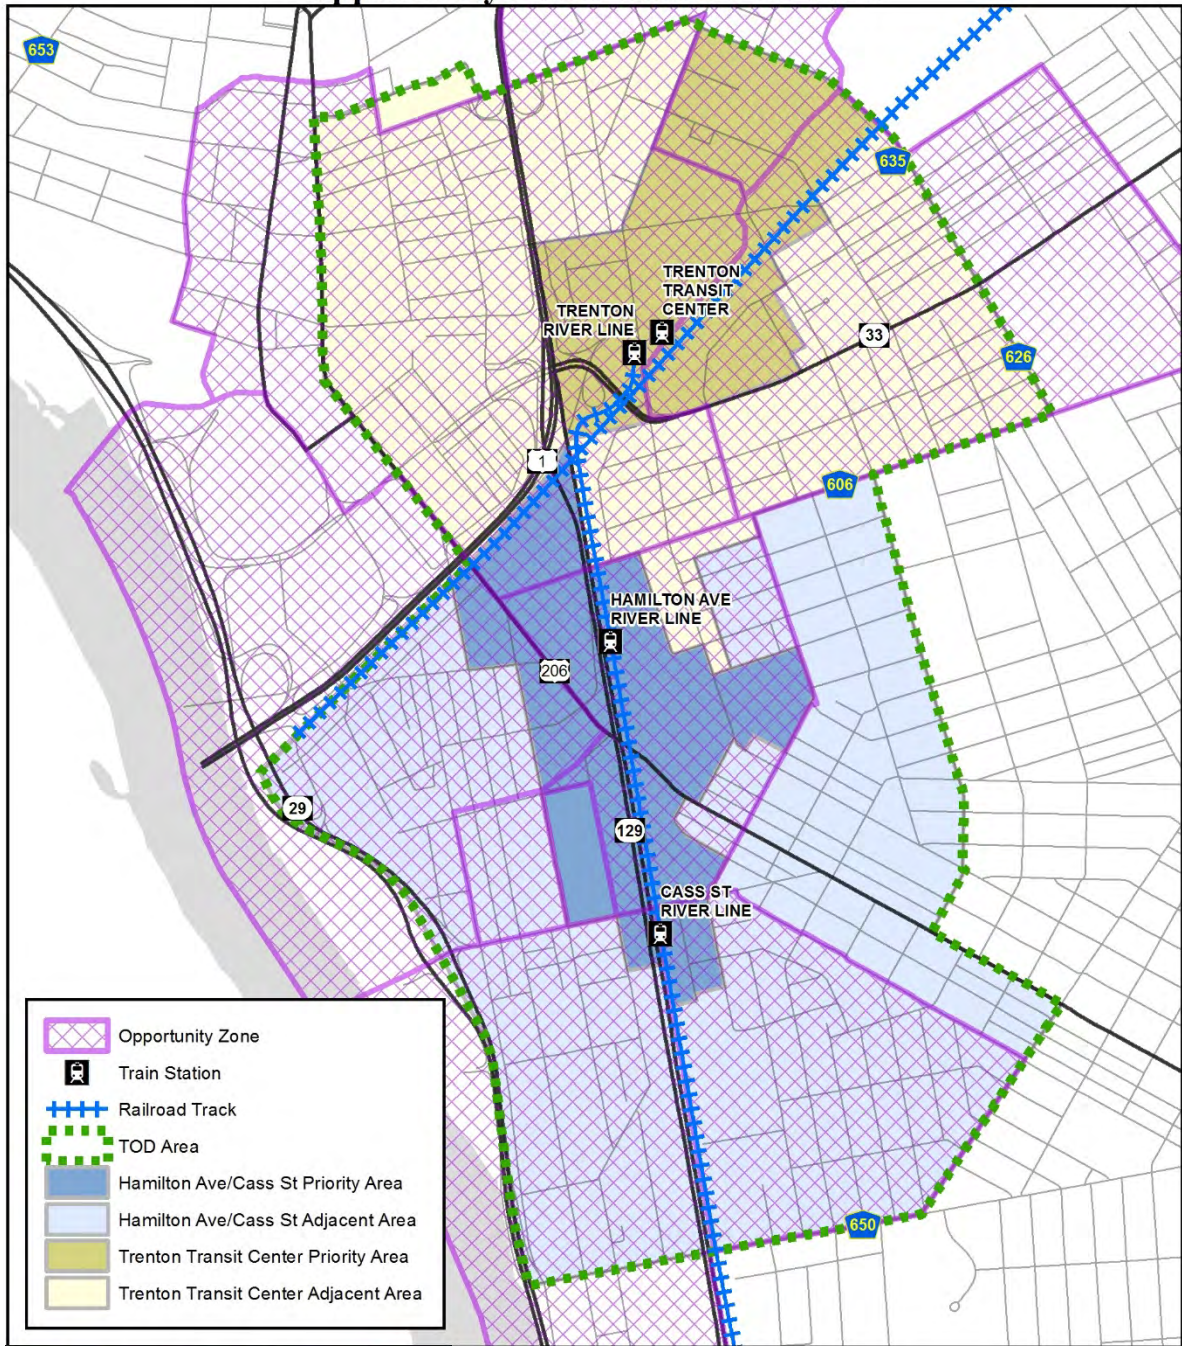 653
635
TRENTON
TRANSIT
CENTER
TRENTON
RIVER LINE
33
626
1
606
HAMILTON AVE
RIVER LINE
206
29
129
CASS ST
RIVER LINE
650
Opportunity Zone
Train Station
Railroad Track
TOD Area
Hamilton Ave/Cass St Priority Area
Hamilton Ave/Cass St Adjacent Area
Trenton Transit Center Priority Area
Trenton Transit Center Adjacent Area